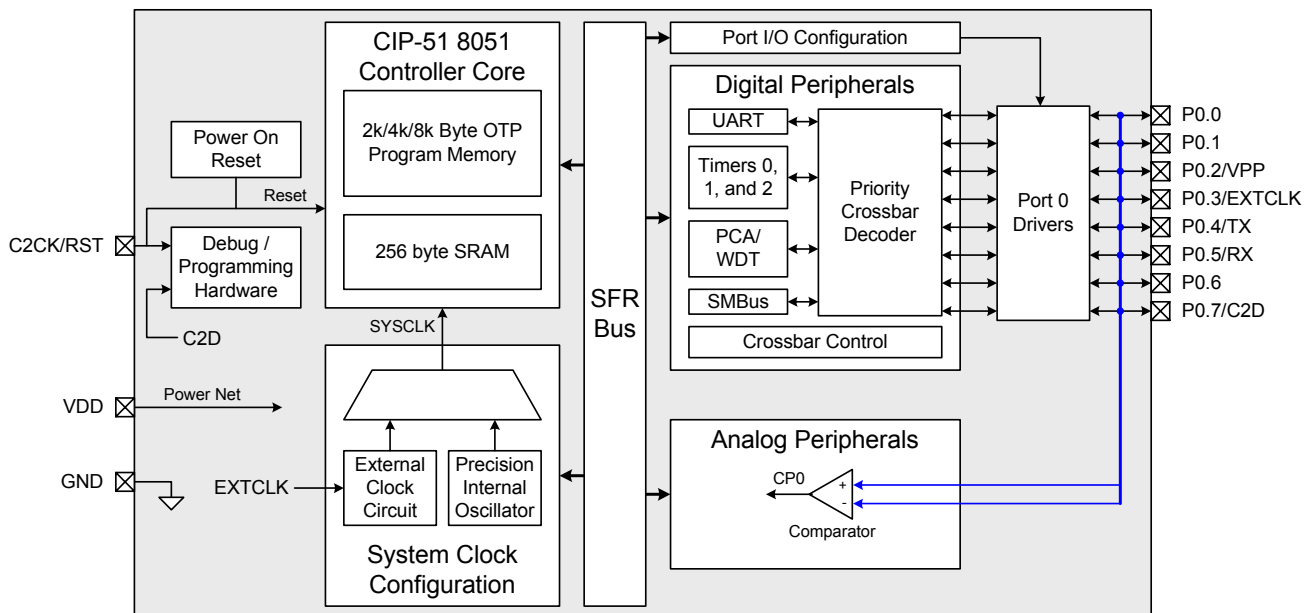 CIP-51 8051
Controller Core
2k/4k/8k Byte OTP
Program Memory
256 byte SRAM
Power On
Reset
Reset
C2CK/RST
Debug /
Programming
Hardware
C2D
SYSCLK
VDD
Power Net
GND
EXTCLK
External
Clock
Circuit
Precision
Internal
Oscillator
System Clock
Configuration
SFR
Bus
Port I/O Configuration
Digital Peripherals
UART
Timers 0,
1, and 2
PCA/
WDT
SMBus
Priority
Crossbar
Decoder
Crossbar Control
Port 0
Drivers
P0.0
P0.1
P0.2/VPP
P0.3/EXTCLK
P0.4/TX
P0.5/RX
P0.6
P0.7/C2D
Analog Peripherals
CP0
+
-
Comparator